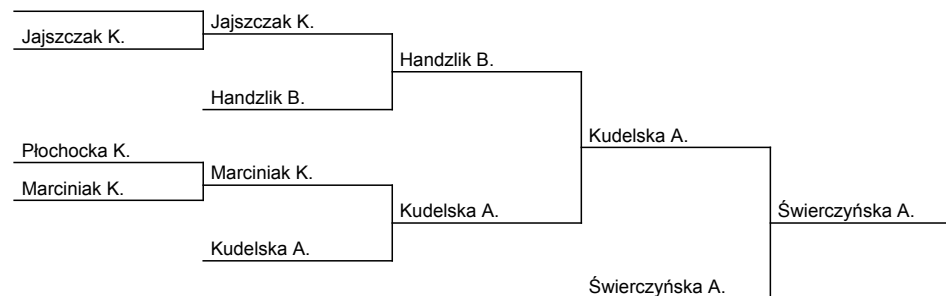 Jajszczak K.
Jajszczak K.
Handzlik B.
Handzlik B.
Płochocka K.
Marciniak K.
Marciniak K.
Kudelska A.
Kudelska A.
Kudelska A.
Świerczyńska A.
Świerczyńska A.